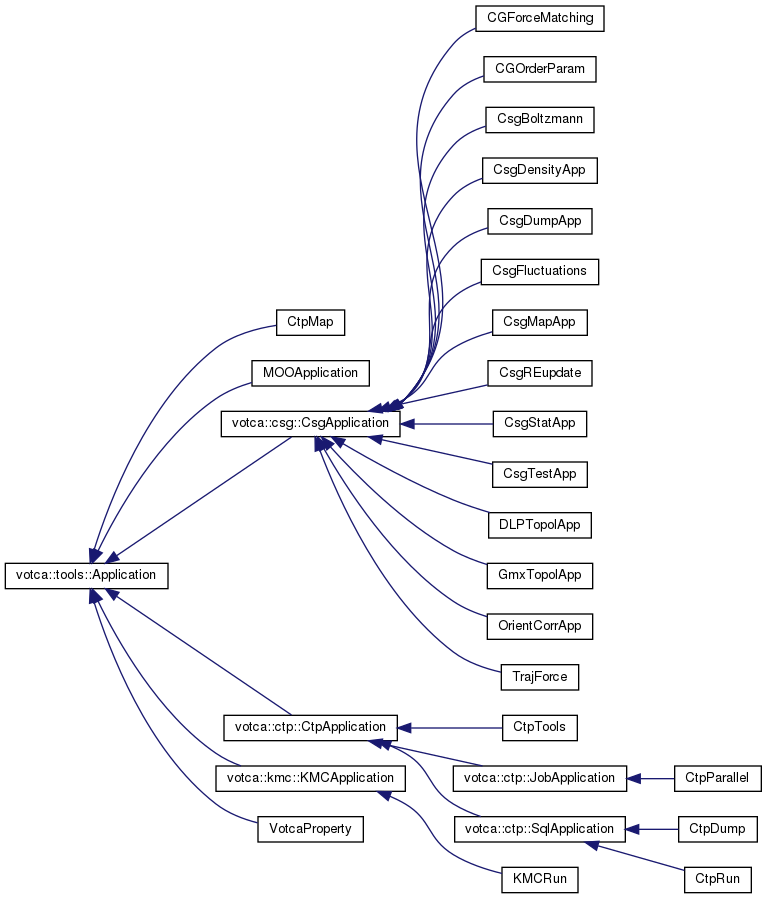 CGForceMatching
CGOrderParam
CsgBoltzmann
CsgDensityApp
CsgDumpApp
CsgFluctuations
CtpMap
CsgMapApp
MOOApplication
CsgREupdate
votca::csg::CsgApplication
CsgStatApp
CsgTestApp
DLPTopolApp
votca::tools::Application
GmxTopolApp
OrientCorrApp
TrajForce
votca::ctp::CtpApplication
CtpTools
votca::kmc::KMCApplication
votca::ctp::JobApplication
CtpParallel
VotcaProperty
votca::ctp::SqlApplication
CtpDump
KMCRun
CtpRun